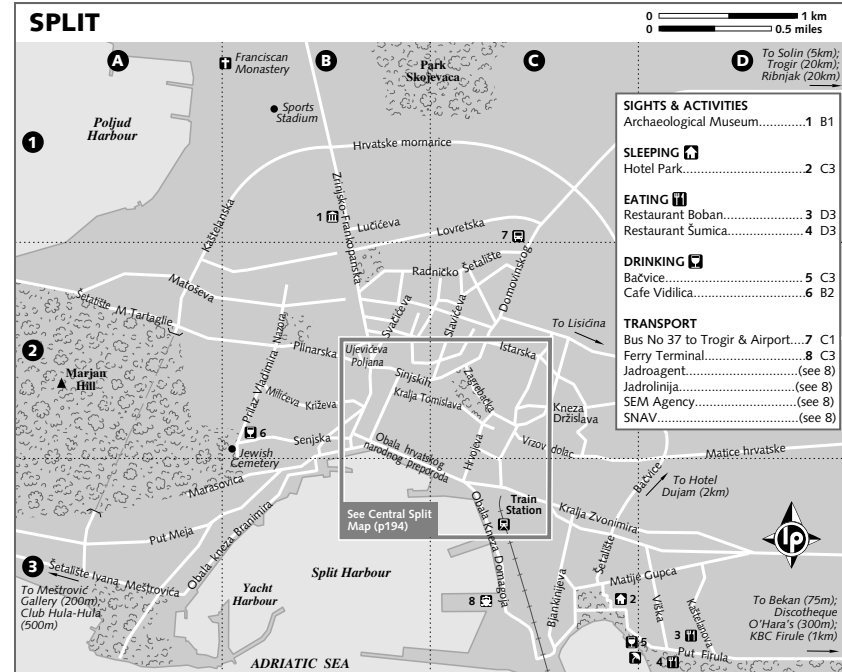 SPLIT
0 1 km
0 0.5 miles
A
B
C
D
Franciscan
Monastery
Park
Skojevaca
To Solin (5km);
Trogir (20km);
Ribnjak (20km)
Sports
Stadium
Poljud
Harbour
1
SIGHTS & ACTIVITIES
Archaeological Museum.............1 B1
SLEEPING
Hotel Park.......................2 C3
EATING
Restaurant Boban.................3 D3
Restaurant Šumica................4 D3
DRINKING
Bačvice..........................5 C3
Cafe Vidilica....................6 B2
TRANSPORT
Bus No 37 to Trogir & Airport....7 C1
Ferry Terminal...................8 C3
Jadroagent.......................(see 8)
Jadrolinija......................(see 8)
SEM Agency.......................(see 8)
SNAV.............................(see 8)
Hrvatske mornarice
Zrinjsko-Frankopanska
1
Lučićeva
Lovretska
7
Kaštelanska
Radničko Šetalište
Domovinskog
Matoševa
Šetalište M Tartaglie
Svačićeva
Slavićeva
To Lisičina
2
Nazora
Prilaz Vladimira
Plinarska
Ujevićeva
Poljana
Istarska
Marjan
Hill
Sinjskih
Zagrebačka
Milićeva
Križeva
Kralja Tomislava
Kneza
Držislava
6
Senjska
Jewish
Cemetery
Obala hrvatskog
narodnog preporoda
Hrvojeva
Vrzov dolac
Matice hrvatske
Marasovica
Bačvice
To Hotel
Dujam (2km)
Train
Station
See Central Split
Map (p194)
Kralja Zvonimira
Put Meja
Obala kneza Branimira
Obala Kneza Domagoja
Šetalište
lp
3
Šetalište Ivana Meštrovića
Split Harbour
Matije Gupca
To Meštrović
Gallery (200m);
Club Hula-Hula
(500m)
Yacht
Harbour
8
Bjankinijeva
2
Viška
Kaštelanova
To Bekan (75m);
Discotheque
O'Hara's (300m);
KBC Firule (1km)
5
3
4
Put Firula
ADRIATIC SEA